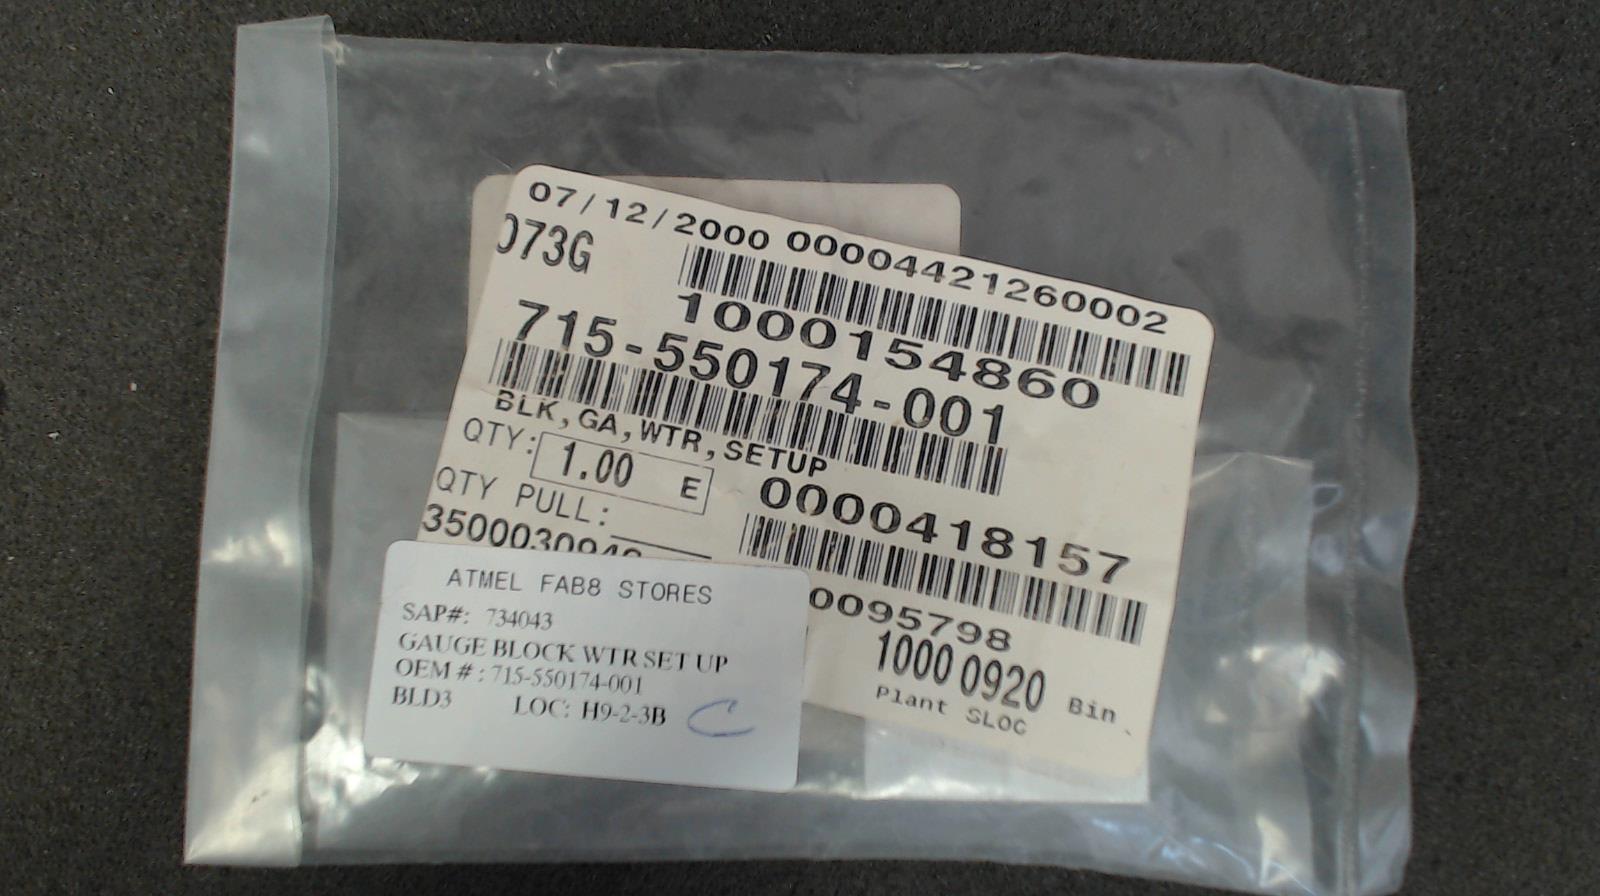 07/12/2000 0000442126 0002
073G
1000154860
715-550174-001
BLK,GA,WTR,SETUP
QTY: 1.00 E
0000418157
QTY PULL:
0095798
1000 0920 Bin
Plant SLOC
ATMEL FAB8 STORES
SAP#: 734043
GAUGE BLOCK WTR SET UP
OEM # : 715-550174-001
BLD3 LOC: H9-2-3B C